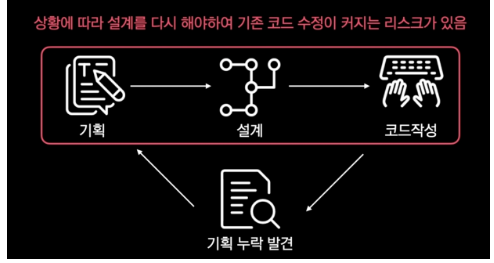 상황에 따라 설계를 다시 해야하여 기존 코드 수정이 커지는 리스크가 있음
기획
설계
코드작성
기획 누락 발견